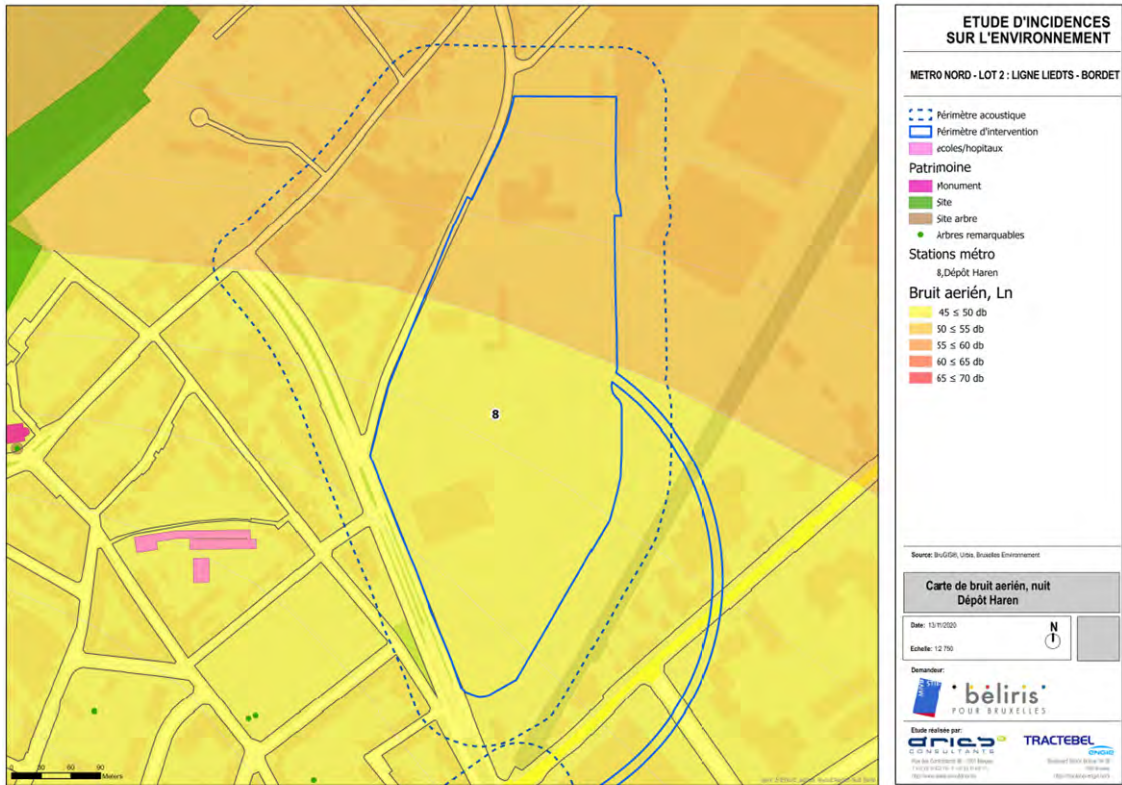 8
30 60 90
Meters
ETUDE D'INCIDENCES
SUR L'ENVIRONNEMENT
METRO NORD - LOT 2 : LIGNE LIEDTS - BORDET
Périmètre acoustique
Périmètre d'intervention
ecoles/hopitaux
Patrimoine
Monument
Site
Site arbre
Arbres remarquables
Stations métro
8,Dépôt Haren
Bruit aerién, Ln
45 ≤ 50 db
50 ≤ 55 db
55 ≤ 60 db
60 ≤ 65 db
65 ≤ 70 db
Source: BruGIS®, Urbis, Bruxelles Environnement
Carte de bruit aerién, nuit
Dépôt Haren
Date: 13/11/2020
N
Echelle: 1:2 750
Demandeur:
beliris
POUR BRUXELLES
Etude réalisée par:
aries
CONSULTANTS
TRACTEBEL
ENGIE